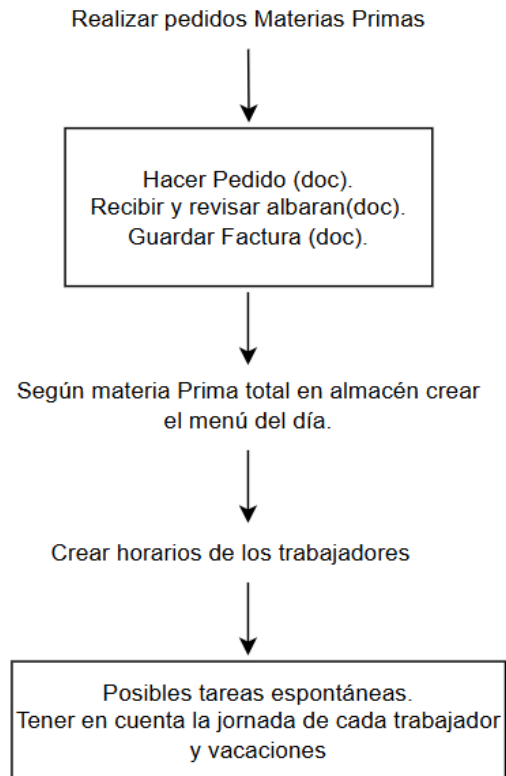 Realizar pedidos Materias Primas
Hacer Pedido (doc).
Recibir y revisar albaran(doc).
Guardar Factura (doc).
Según materia Prima total en almacén crear
el menú del día.
Crear horarios de los trabajadores
Posibles tareas espontáneas.
Tener en cuenta la jornada de cada trabajador
y vacaciones